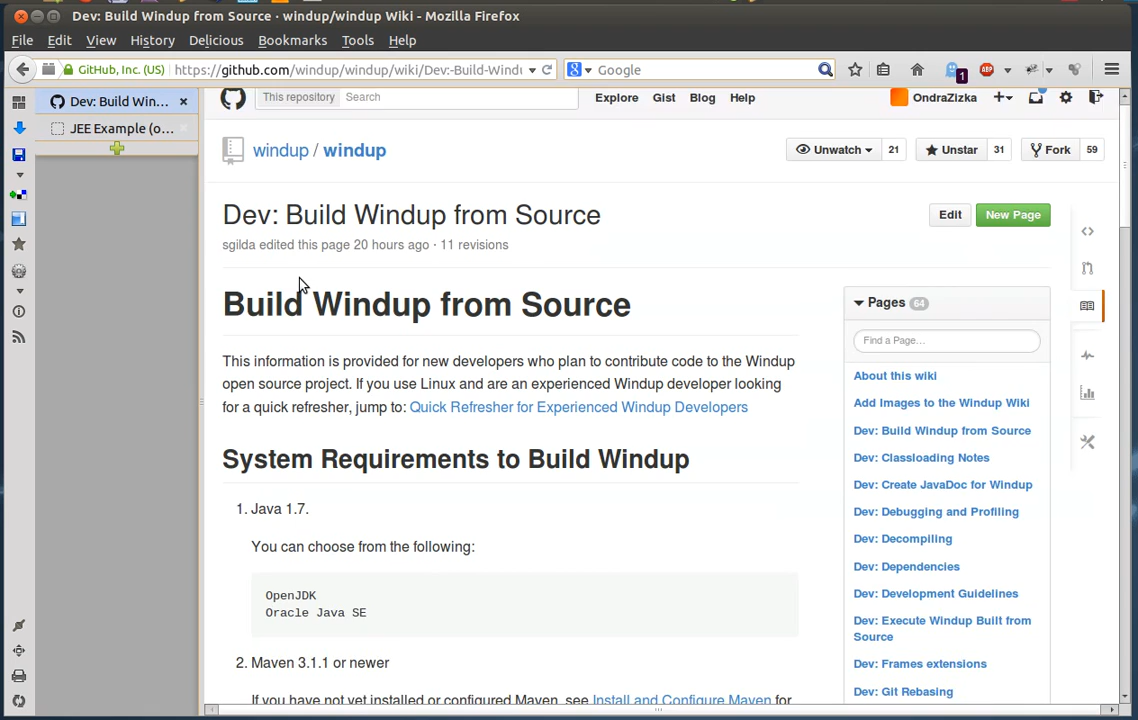 Dev: Build Windup from Source · windup/windup Wiki - Mozilla Firefox
File Edit View History Delicious Bookmarks Tools Help
GitHub, Inc. (US) https://github.com/windup/windup/wiki/Dev:-Build-Windu Google 1
Dev: Build Win...
JEE Example (o...
This repository Search Explore Gist Blog Help OndraZizka
windup / windup Unwatch 21 Unstar 31 Fork 59
Dev: Build Windup from Source Edit New Page
sgilda edited this page 20 hours ago · 11 revisions
Build Windup from Source
This information is provided for new developers who plan to contribute code to the Windup
open source project. If you use Linux and are an experienced Windup developer looking
for a quick refresher, jump to: Quick Refresher for Experienced Windup Developers
System Requirements to Build Windup
1. Java 1.7.
You can choose from the following:
OpenJDK
Oracle Java SE
2. Maven 3.1.1 or newer
If you have not yet installed or configured Maven, see Install and Configure Maven for
Pages 64
Find a Page...
About this wiki
Add Images to the Windup Wiki
Dev: Build Windup from Source
Dev: Classloading Notes
Dev: Create JavaDoc for Windup
Dev: Debugging and Profiling
Dev: Decompiling
Dev: Dependencies
Dev: Development Guidelines
Dev: Execute Windup Built from
Source
Dev: Frames extensions
Dev: Git Rebasing